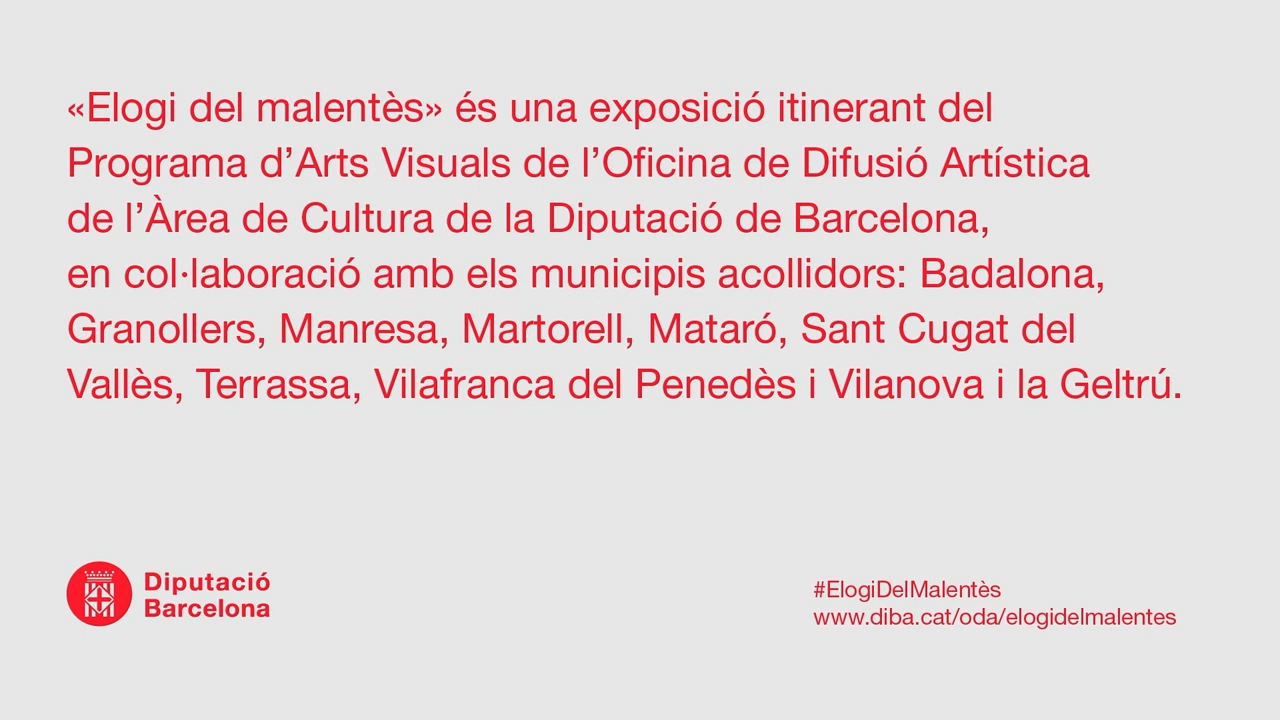 «Elogi del malentès» és una exposició itinerant del
Programa d’Arts Visuals de l’Oficina de Difusió Artística
de l’Àrea de Cultura de la Diputació de Barcelona,
en col·laboració amb els municipis acollidors: Badalona,
Granollers, Manresa, Martorell, Mataró, Sant Cugat del
Vallès, Terrassa, Vilafranca del Penedès i Vilanova i la Geltrú.
Diputació
Barcelona
#ElogiDelMalentès
www.diba.cat/oda/elogidelmalentes